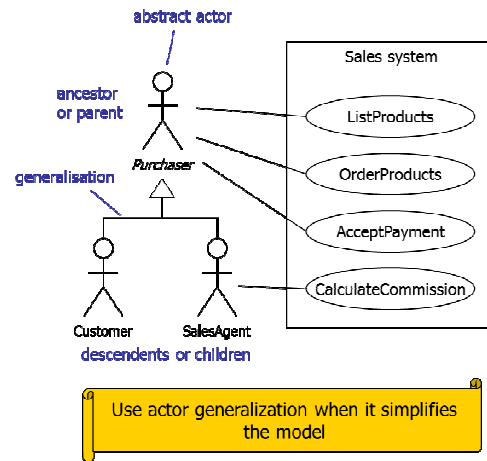 abstract actor
Sales system
ancestor
or parent
ListProducts
Purchaser
OrderProducts
generalisation
AcceptPayment
CalculateCommission
Customer
SalesAgent
descendents or children
Use actor generalization when it simplifies
the model